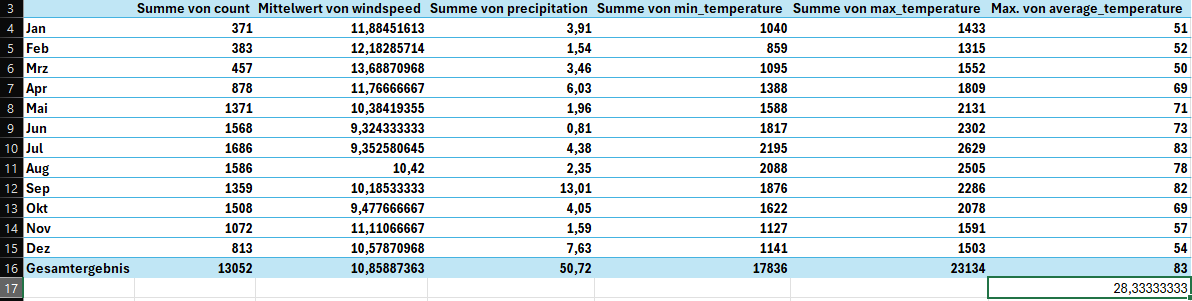 3 Summe von count Mittelwert von windspeed Summe von precipitation Summe von min_temperature Summe von max_temperature Max. von average_temperature
4 Jan 371 11,88451613 3,91 1040 1433 51
5 Feb 383 12,18285714 1,54 859 1315 52
6 Mrz 457 13,68870968 3,46 1095 1552 50
7 Apr 878 11,76666667 6,03 1388 1809 69
8 Mai 1371 10,38419355 1,96 1588 2131 71
9 Jun 1568 9,324333333 0,81 1817 2302 73
10 Jul 1686 9,352580645 4,38 2195 2629 83
11 Aug 1586 10,42 2,35 2088 2505 78
12 Sep 1359 10,18533333 13,01 1876 2286 82
13 Okt 1508 9,477666667 4,05 1622 2078 69
14 Nov 1072 11,11066667 1,59 1127 1591 57
15 Dez 813 10,57870968 7,63 1141 1503 54
16 Gesamtergebnis 13052 10,85887363 50,72 17836 23134 83
17 28,33333333